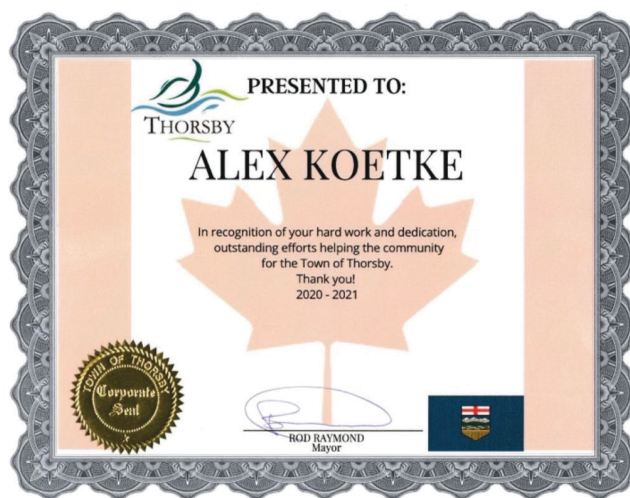 PRESENTED TO:
THORSBY
ALEX KOETKE
In recognition of your hard work and dedication,
outstanding efforts helping the community
for the Town of Thorsby.
Thank you!
2020 - 2021
TOWN OF THORSBY
Corporate
Seal
ROD RAYMOND
Mayor